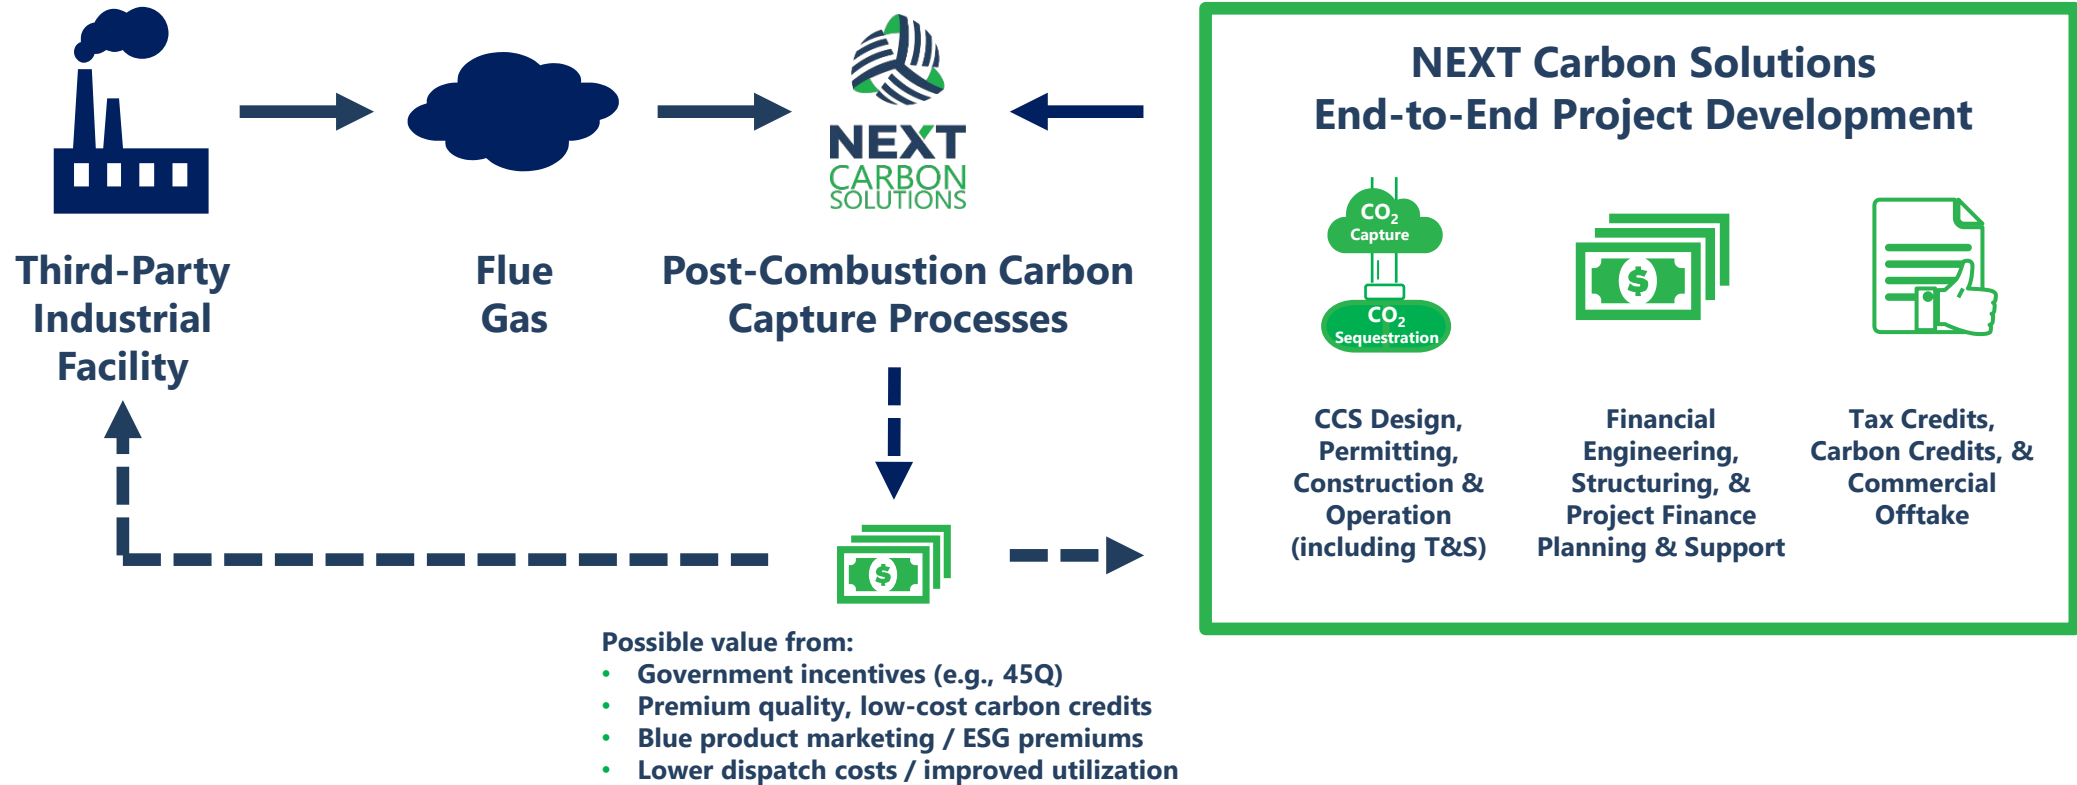 NEXT
CARBON
SOLUTIONS
Third-Party
Industrial
Facility
Flue
Gas
Post-Combustion Carbon
Capture Processes
$
Possible value from:
• Government incentives (e.g., 45Q)
• Premium quality, low-cost carbon credits
• Blue product marketing / ESG premiums
• Lower dispatch costs / improved utilization
NEXT Carbon Solutions
End-to-End Project Development
CO2
Capture
CO2
Sequestration
CCS Design,
Permitting,
Construction &
Operation
(including T&S)
$
Financial
Engineering,
Structuring, &
Project Finance
Planning & Support
Tax Credits,
Carbon Credits, &
Commercial
Offtake